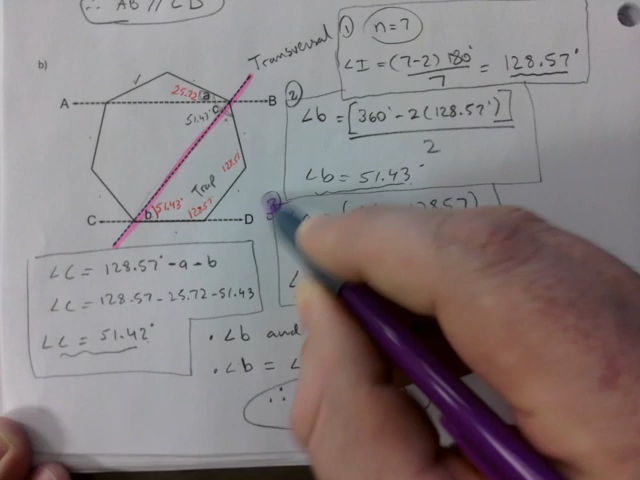 ∴ AB // CD
① n=7
∠I = (7-2) 180° / 7 = 128.57°
b)
Transversal
A
25.72°
a
B
c
51.43°
②
∠b = [360° - 2(128.57°)] / 2
∠b = 51.43°
128.57
Trap
b
51.43°
128.57
C
D
3
2857)
∠C = 128.57° - a - b
∠C = 128.57 - 25.72 - 51.43
∠C = 51.42°
• ∠b and
• ∠b = ∠
∴